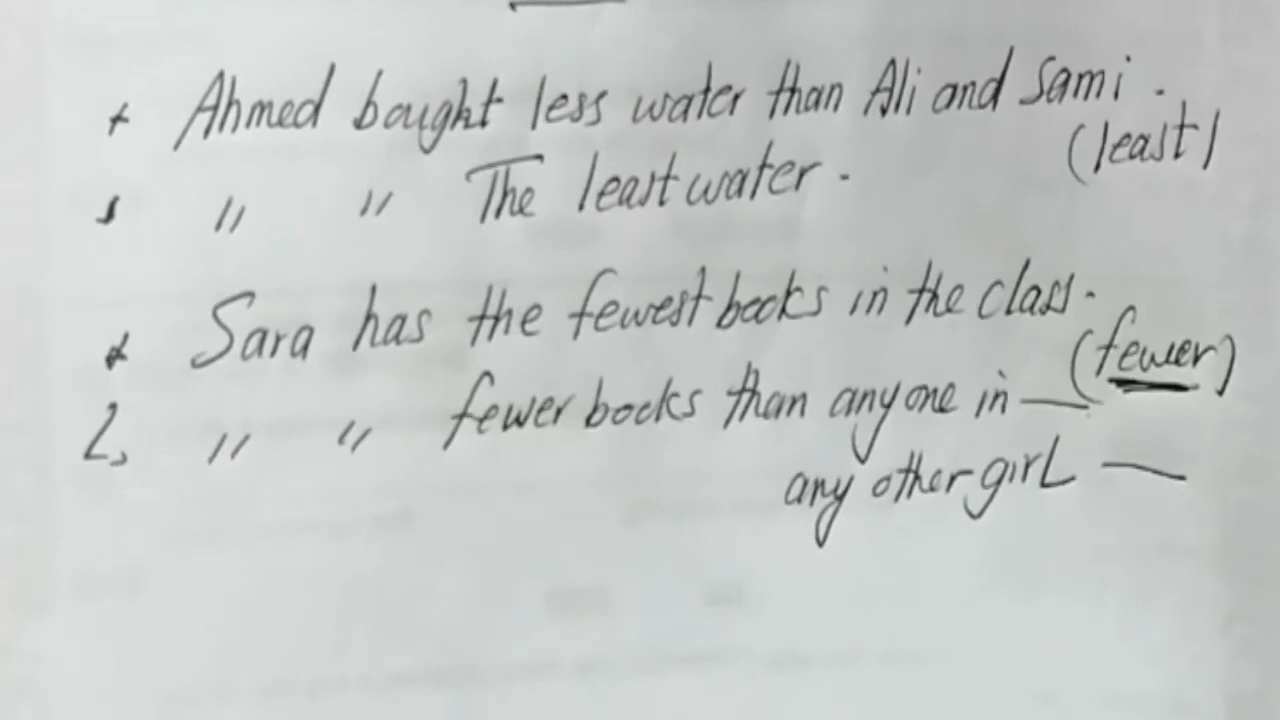 Ahmed bought less water than Ali and Sami.
(least)
" " The least water.
Sara has the fewest books in the class.
(fewer)
2, " " fewer books than anyone in —
any other girl —